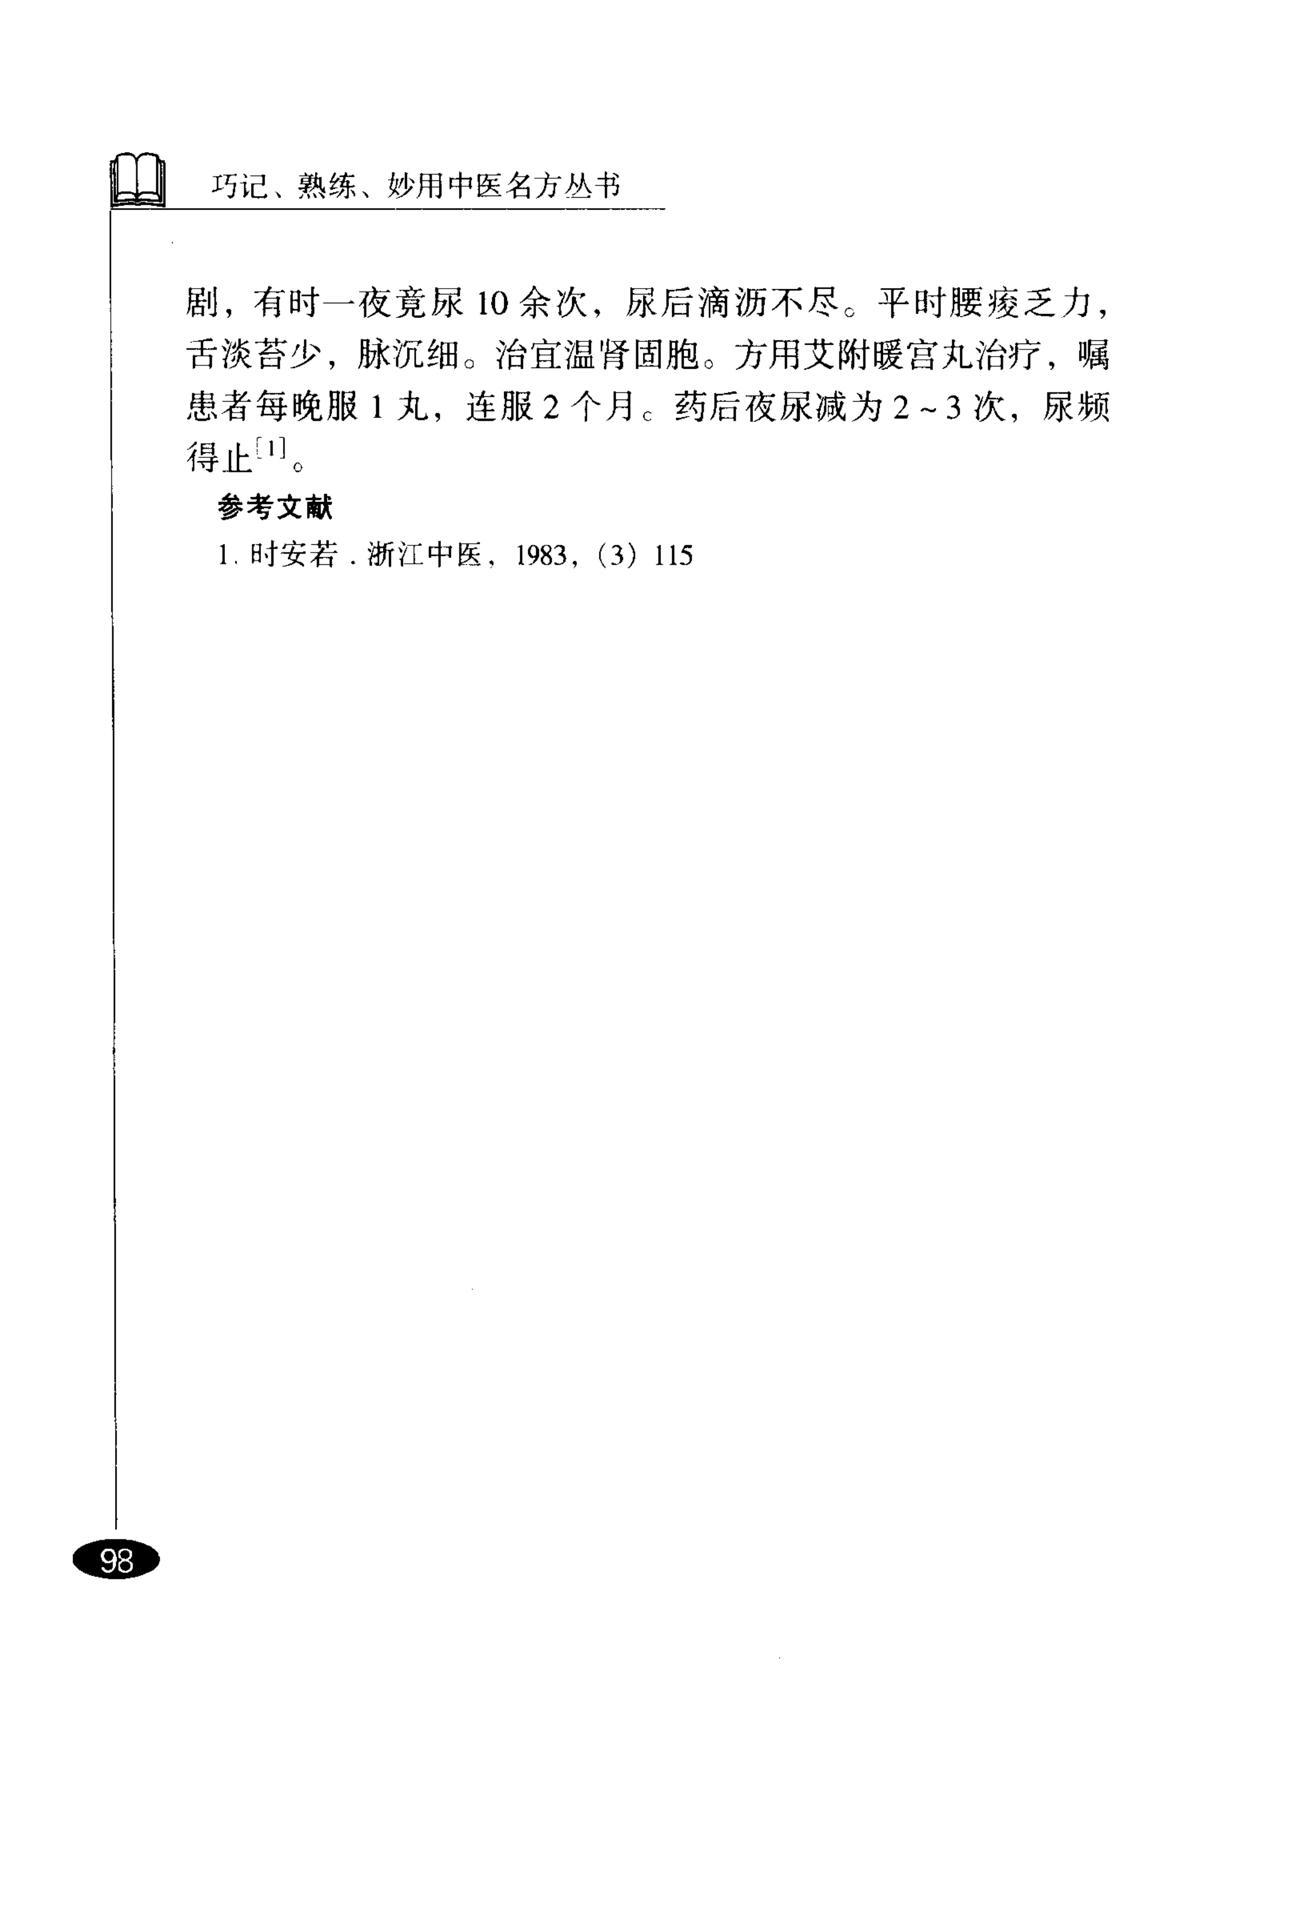 巧记、熟练、妙用中医名方丛书
剧，有时一夜竟尿 10 余次，尿后滴沥不尽。平时腰痠乏力，
舌淡苔少，脉沉细。治宜温肾固胞。方用艾附暖宫丸治疗，嘱
患者每晚服 1 丸，连服 2 个月。药后夜尿减为 2~3 次，尿频
得止[1]。
参考文献
1. 时安若．浙江中医，1983，(3) 115
98